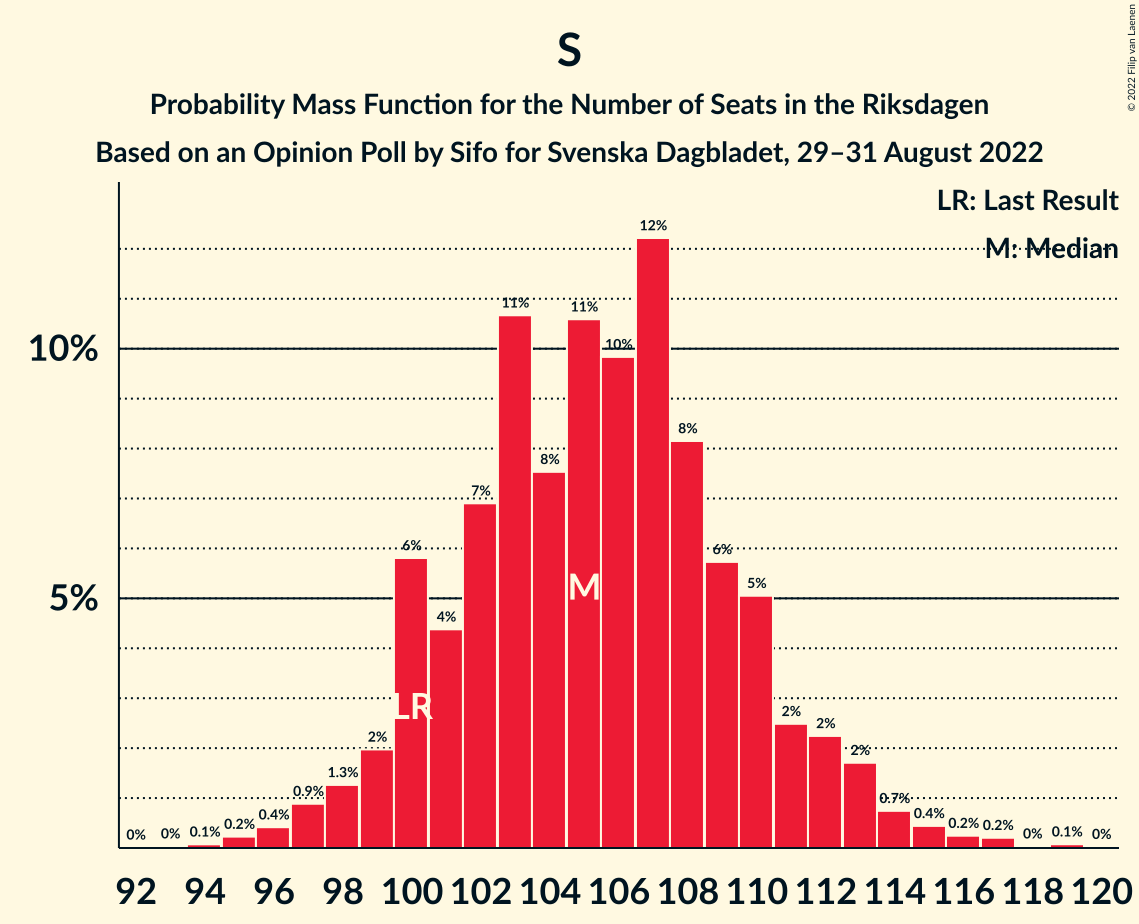 S
Probability Mass Function for the Number of Seats in the Riksdagen
Based on an Opinion Poll by Sifo for Svenska Dagbladet, 29–31 August 2022
© 2022 Filip van Laenen
LR: Last Result
M: Median
10%
5%
0% 0% 0.1% 0.2% 0.4% 0.9% 1.3% 2% 6% 4% 7% 11% 8% 11% 10% 12% 8% 6% 5% 2% 2% 2% 0.7% 0.4% 0.2% 0.2% 0% 0.1% 0%
M
LR
92 94 96 98 100 102 104 106 108 110 112 114 116 118 120